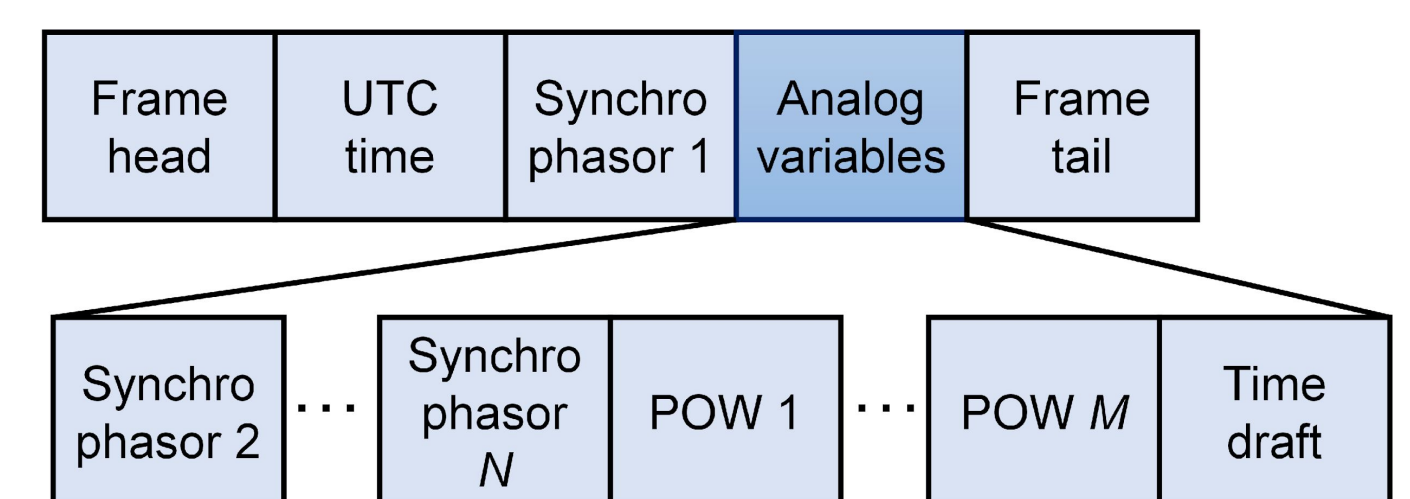 Frame
head
UTC
time
Synchro
phasor 1
Analog
variables
Frame
tail
Synchro
phasor 2
...
Synchro
phasor
N
POW 1
...
POW M
Time
draft